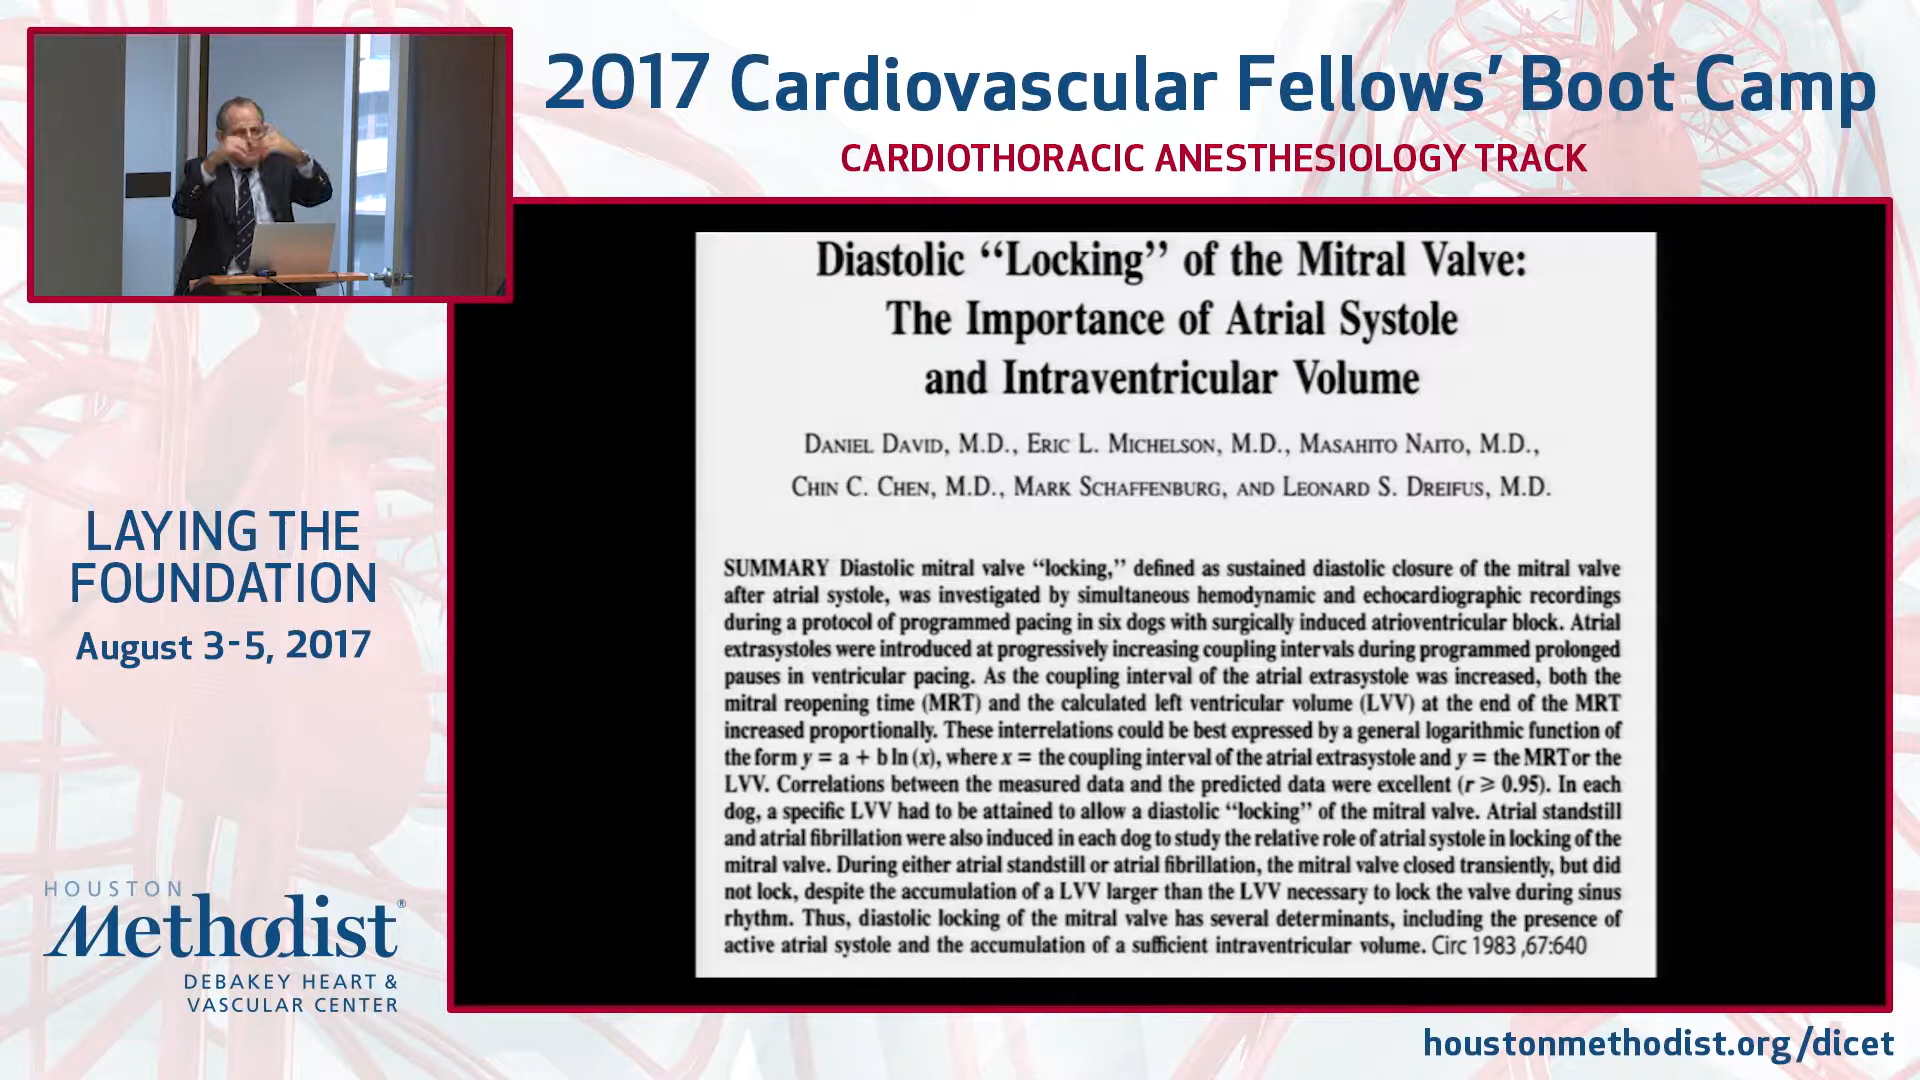 2017 Cardiovascular Fellows’ Boot Camp
CARDIOTHORACIC ANESTHESIOLOGY TRACK
Diastolic “Locking” of the Mitral Valve:
The Importance of Atrial Systole
and Intraventricular Volume
DANIEL DAVID, M.D., ERIC L. MICHELSON, M.D., MASAHITO NAITO, M.D.,
CHIN C. CHEN, M.D., MARK SCHAFFENBURG, AND LEONARD S. DREIFUS, M.D.
SUMMARY Diastolic mitral valve “locking,” defined as sustained diastolic closure of the mitral valve
after atrial systole, was investigated by simultaneous hemodynamic and echocardiographic recordings
during a protocol of programmed pacing in six dogs with surgically induced atrioventricular block. Atrial
extrasystoles were introduced at progressively increasing coupling intervals during programmed prolonged
pauses in ventricular pacing. As the coupling interval of the atrial extrasystole was increased, both the
mitral reopening time (MRT) and the calculated left ventricular volume (LVV) at the end of the MRT
increased proportionally. These interrelations could be best expressed by a general logarithmic function of
the form y = a + b ln (x), where x = the coupling interval of the atrial extrasystole and y = the MRT or the
LVV. Correlations between the measured data and the predicted data were excellent (r ≥ 0.95). In each
dog, a specific LVV had to be attained to allow a diastolic “locking” of the mitral valve. Atrial standstill
and atrial fibrillation were also induced in each dog to study the relative role of atrial systole in locking of the
mitral valve. During either atrial standstill or atrial fibrillation, the mitral valve closed transiently, but did
not lock, despite the accumulation of a LVV larger than the LVV necessary to lock the valve during sinus
rhythm. Thus, diastolic locking of the mitral valve has several determinants, including the presence of
active atrial systole and the accumulation of a sufficient intraventricular volume. Circ 1983 ,67:640
LAYING THE
FOUNDATION
August 3-5, 2017
HOUSTON
Methodist®
DEBAKEY HEART &
VASCULAR CENTER
houstonmethodist.org/dicet